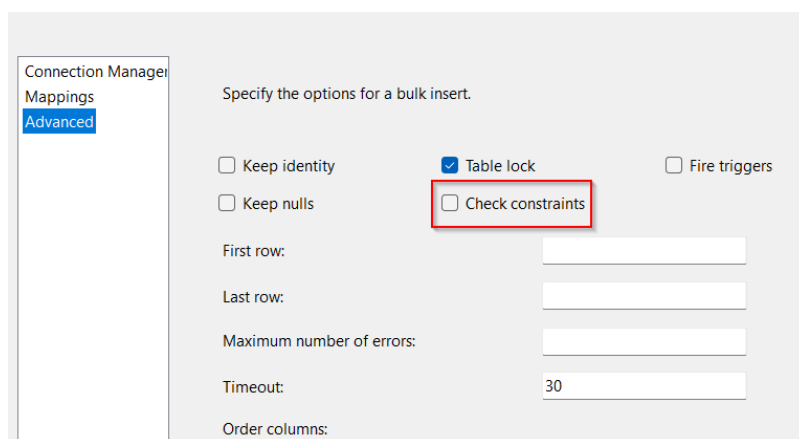 Connection Manager
Mappings
Advanced
Specify the options for a bulk insert.
Keep identity
Table lock
Fire triggers
Keep nulls
Check constraints
First row:
Last row:
Maximum number of errors:
Timeout: 30
Order columns: